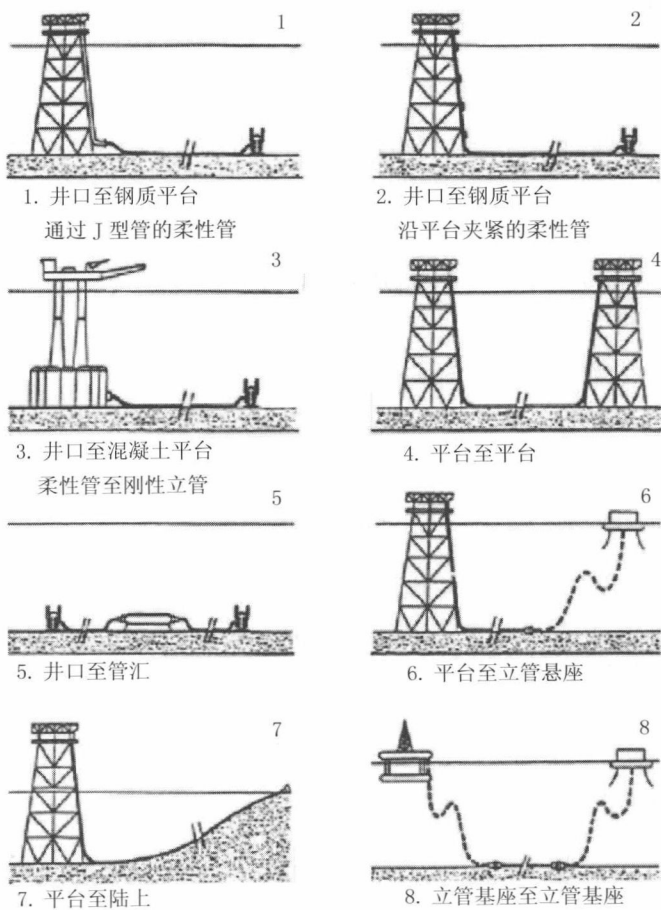 1
2
1. 井口至钢质平台
通过 J 型管的柔性管
2. 井口至钢质平台
沿平台夹紧的柔性管
3
4
3. 井口至混凝土平台
柔性管至刚性立管
4. 平台至平台
5
6
5. 井口至管汇
6. 平台至立管悬座
7
8
7. 平台至陆上
8. 立管基座至立管基座